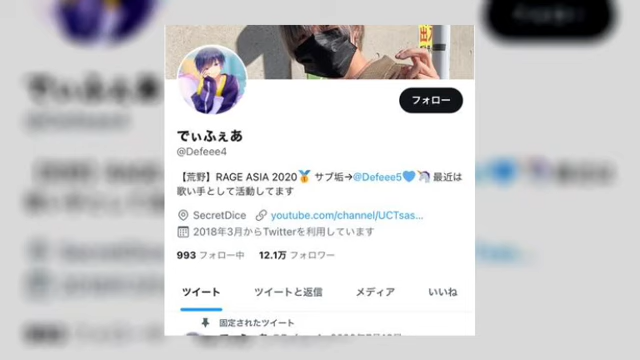 フォロー
でぃふぇあ
@Defeee4
【荒野】RAGE ASIA 2020🥇 サブ垢→@Defeee5💙🦄 最近は
歌い手として活動してます
SecretDice youtube.com/channel/UCTsas...
2018年3月からTwitterを利用しています
993 フォロー中 12.1万 フォロワー
ツイート ツイートと返信 メディア いいね
固定されたツイート